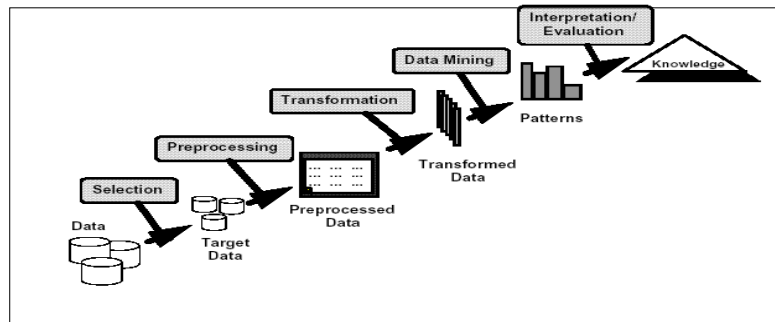 Interpretation/
Evaluation
Data Mining
Knowledge
Transformation
Patterns
Preprocessing
Transformed
Data
Selection
Preprocessed
Data
Data
Target
Data